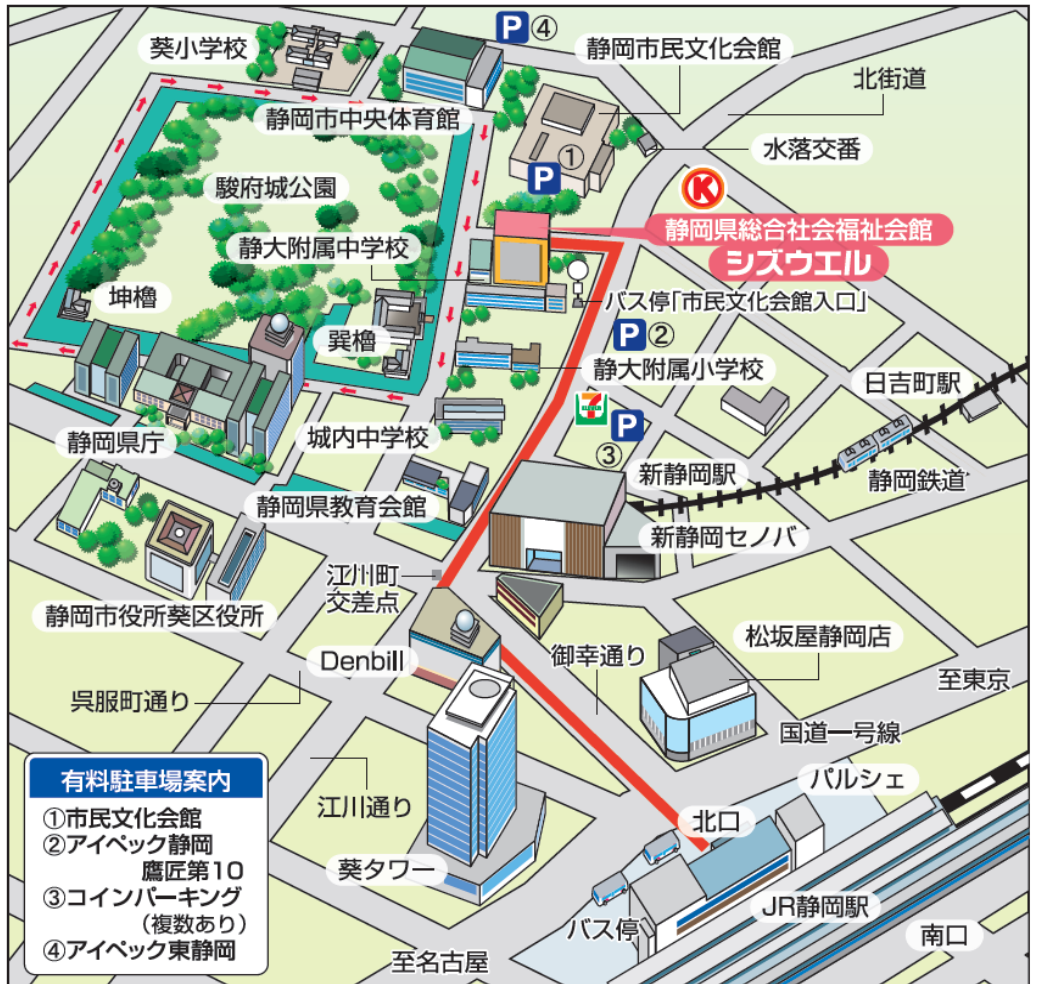 P④
葵小学校
静岡市民文化会館
北街道
静岡市中央体育館
水落交番
①
P
駿府城公園
K
静岡県総合社会福祉会館
シズウエル
静大附属中学校
坤櫓
バス停「市民文化会館入口」
巽櫓
P②
静大附属小学校
日吉町駅
7
ELEVEN
P
③
静岡県庁
城内中学校
新静岡駅
静岡鉄道
静岡県教育会館
新静岡セノバ
江川町
交差点
静岡市役所葵区役所
松坂屋静岡店
Denbill
御幸通り
至東京
呉服町通り
国道一号線
パルシェ
江川通り
北口
葵タワー
JR静岡駅
バス停
南口
至名古屋
有料駐車場案内
①市民文化会館
②アイペック静岡
鷹匠第10
③コインパーキング
（複数あり）
④アイペック東静岡